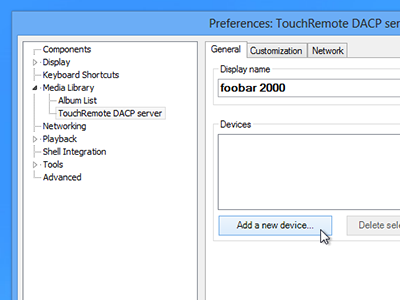 Preferences: TouchRemote DACP ser
Components
Display
Keyboard Shortcuts
Media Library
Album List
TouchRemote DACP server
Networking
Playback
Shell Integration
Tools
Advanced
General Customization Network
Display name
foobar 2000
Devices
Add a new device... Delete sele